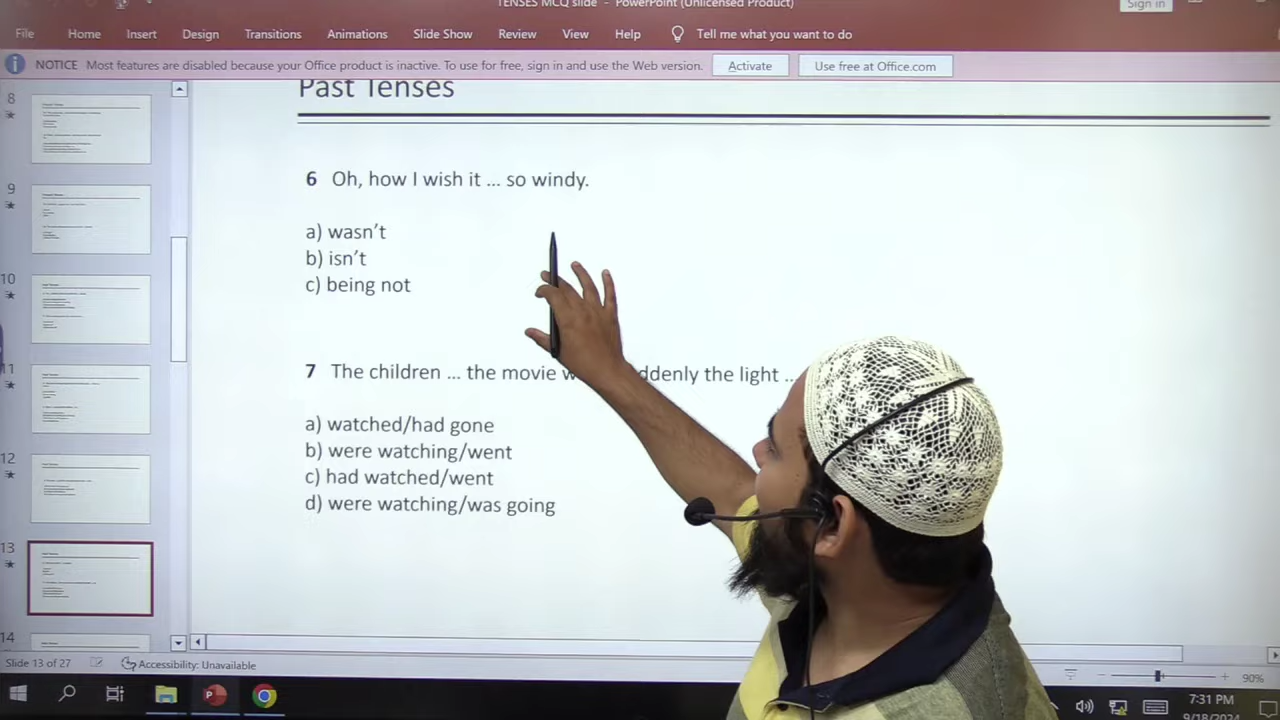 TENSES MCQ slide - PowerPoint (Unlicensed Product)
Sign in
File Home Insert Design Transitions Animations Slide Show Review View Help Tell me what you want to do
NOTICE Most features are disabled because your Office product is inactive. To use for free, sign in and use the Web version. Activate Use free at Office.com
Past Tenses
6 Oh, how I wish it ... so windy.
a) wasn't
b) isn't
c) being not
7 The children ... the movie ddenly the light ...
a) watched/had gone
b) were watching/went
c) had watched/went
d) were watching/was going
8
9
10
11
12
13
14
Slide 13 of 27 Accessibility: Unavailable 90%
7:31 PM